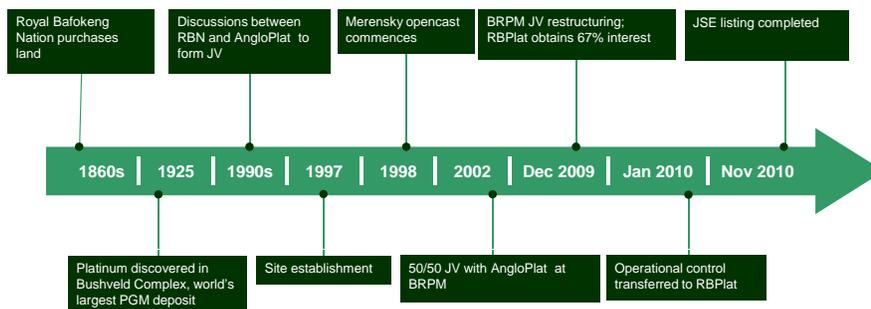 Royal Bafokeng
Nation purchases
land
Discussions between
RBN and AngloPlat to
form JV
Merensky opencast
commences
BRPM JV restructuring;
RBPlat obtains 67% interest
JSE listing completed
1860s
1925
1990s
1997
1998
2002
Dec 2009
Jan 2010
Nov 2010
Platinum discovered in
Bushveld Complex, world's
largest PGM deposit
Site establishment
50/50 JV with AngloPlat at
BRPM
Operational control
transferred to RBPlat